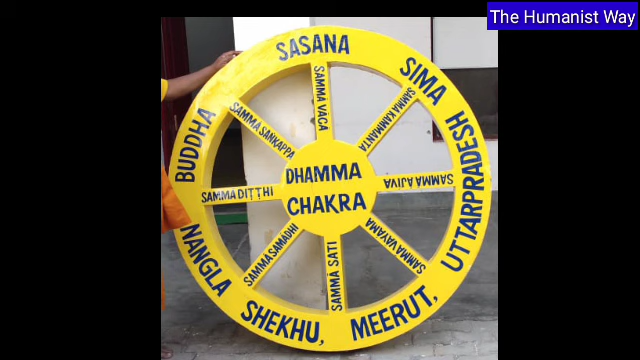 The Humanist Way
BUDDHA SASANA SIMA
NANGLA SHEKHU, MEERUT, UTTARPRADESH
DHAMMA
CHAKRA
SAMMA DITTHI
SAMMA SANKAPPA
SAMMA VACA
SAMMA KAMMANTA
SAMMA AJIVA
SAMMA VAYAMA
SAMMA SATI
SAMMA SAMADHI